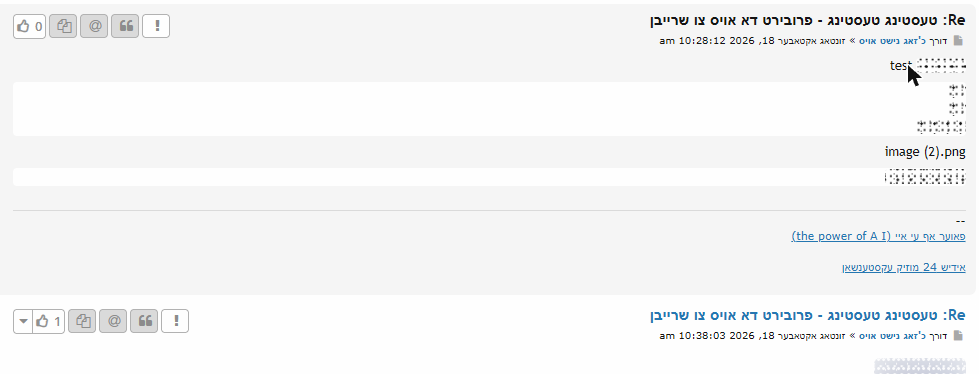 Re: טעסטינג טעסטינג - פרובירט דא אויס צו שרייבן
0 @ !
דורך כ'זאג נישט אויס » זונטאג אקטאבער 18, 2026 10:28:12 am
test
image (2).png
--
פאוער אף עי איי (the power of A I)
אידיש 24 מוזיק עקסטענשאן
Re: טעסטינג טעסטינג - פרובירט דא אויס צו שרייבן
1 @ !
דורך כ'זאג נישט אויס » זונטאג אקטאבער 18, 2026 10:38:03 am